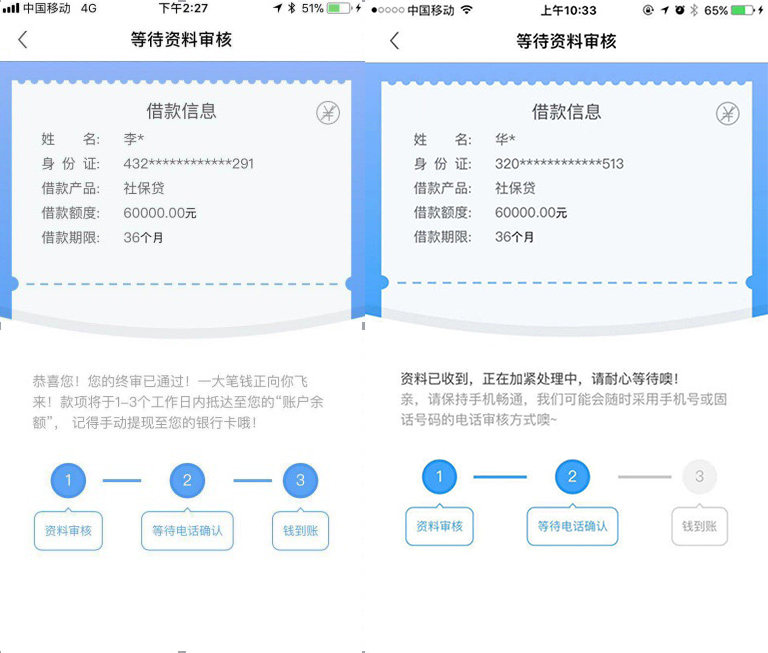 中国移动 4G 下午2:27 51%
等待资料审核
借款信息
姓 名: 李*
身 份 证: 432************291
借款产品: 社保贷
借款额度: 60000.00元
借款期限: 36个月
恭喜您！您的终审已通过！一大笔钱正向你飞
来！款项将于1-3个工作日内抵达至您的“账户余
额”， 记得手动提现至您的银行卡哦!
1 2 3
资料审核 等待电话确认 钱到账
中国移动 上午10:33 65%
等待资料审核
借款信息
姓 名: 华*
身 份 证: 320************513
借款产品: 社保贷
借款额度: 60000.00元
借款期限: 36个月
资料已收到，正在加紧处理中，请耐心等待噢！
亲，请保持手机畅通，我们可能会随时采用手机号或固
话号码的电话审核方式噢~
1 2 3
资料审核 等待电话确认 钱到账